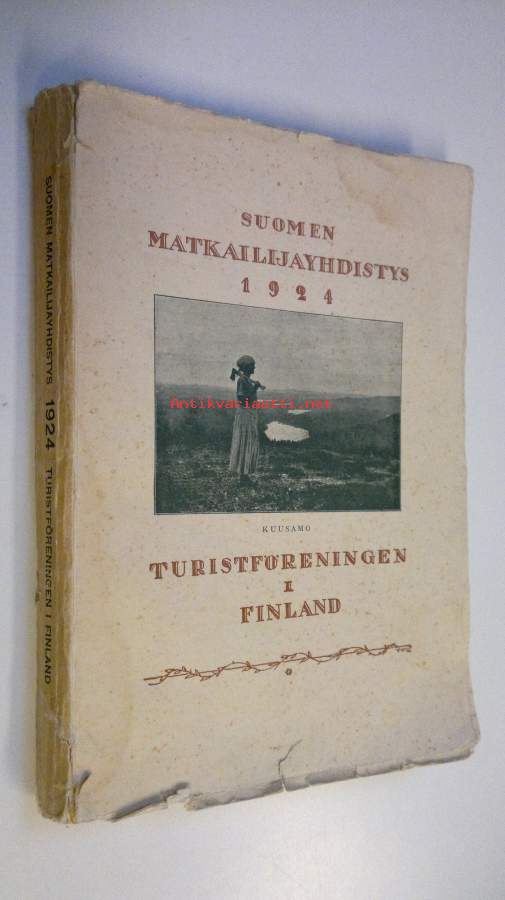 SUOMEN
MATKAILIJAYHDISTYS
1924
Antikvariaatti.net
KUUSAMO
TURISTFÖRENINGEN
I
FINLAND
SUOMEN MATKAILIJAYHDISTYS 1924 TURISTFÖRENINGEN I FINLAND